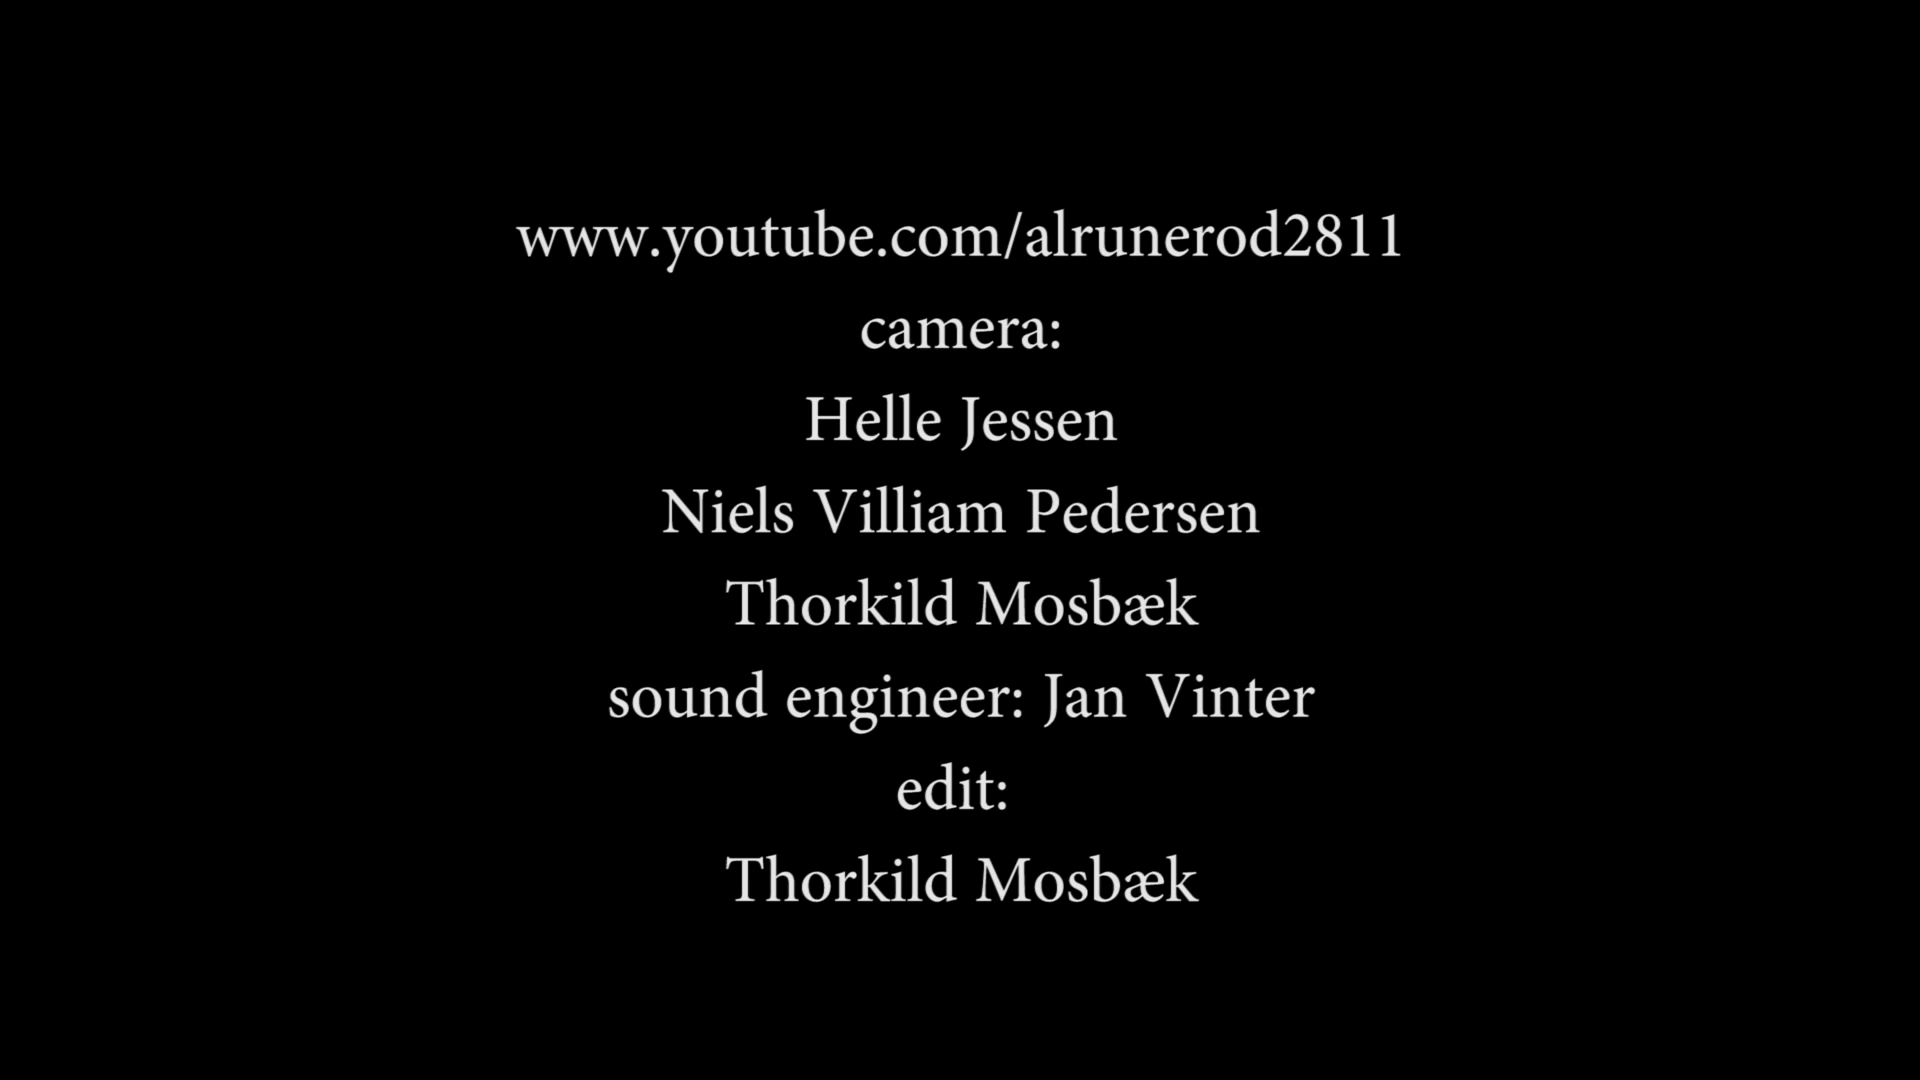 www.youtube.com/alrunerod2811
camera:
Helle Jessen
Niels Villiam Pedersen
Thorkild Mosbæk
sound engineer: Jan Vinter
edit:
Thorkild Mosbæk